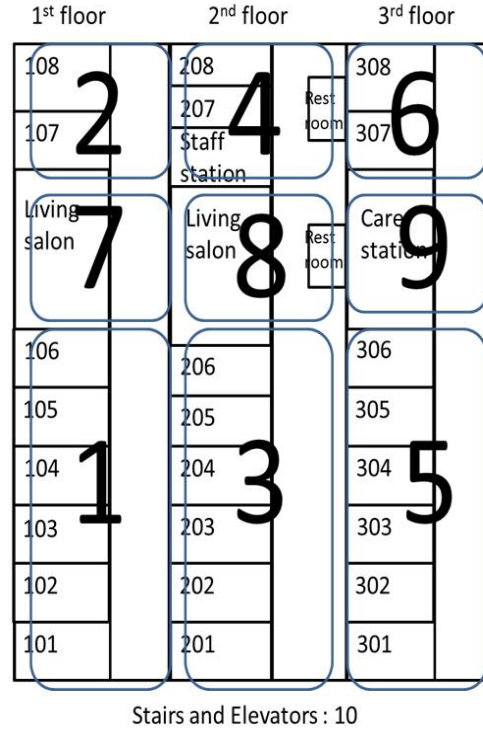 1st floor
2nd floor
3rd floor
108
107
2
Living
salon
7
106
105
104
103
102
101
1
208
207
Staff
station
4
Rest
room
Living
salon
8
Rest
room
206
205
204
203
202
201
3
308
307
6
Care
station
9
306
305
304
303
302
301
5
Stairs and Elevators : 10